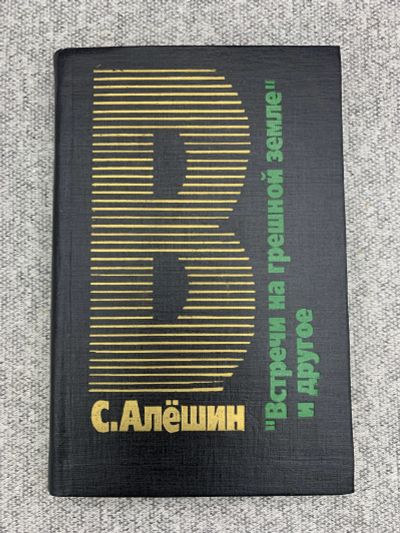 В
С.Алёшин
"Встречи на грешной земле"
и другое